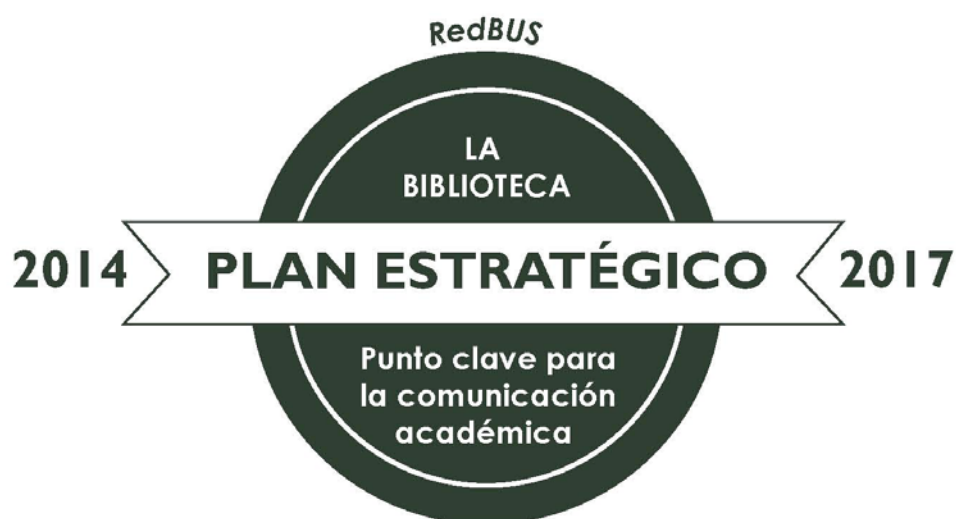 RedBUS
LA
BIBLIOTECA
2014 PLAN ESTRATÉGICO 2017
Punto clave para
la comunicación
académica